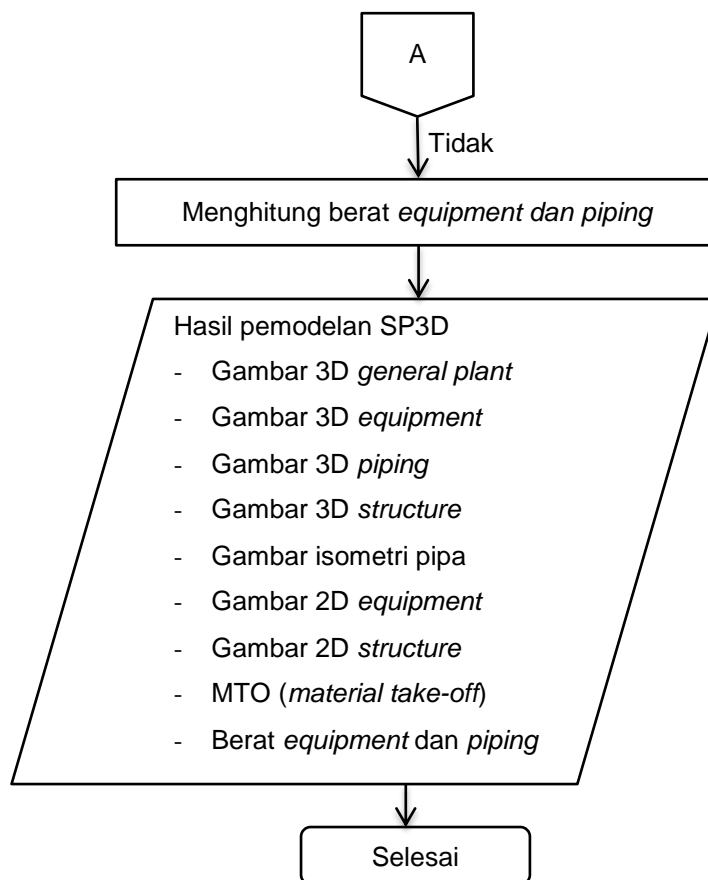 A
Tidak
Menghitung berat equipment dan piping
Hasil pemodelan SP3D
- Gambar 3D general plant
- Gambar 3D equipment
- Gambar 3D piping
- Gambar 3D structure
- Gambar isometri pipa
- Gambar 2D equipment
- Gambar 2D structure
- MTO (material take-off)
- Berat equipment dan piping
Selesai